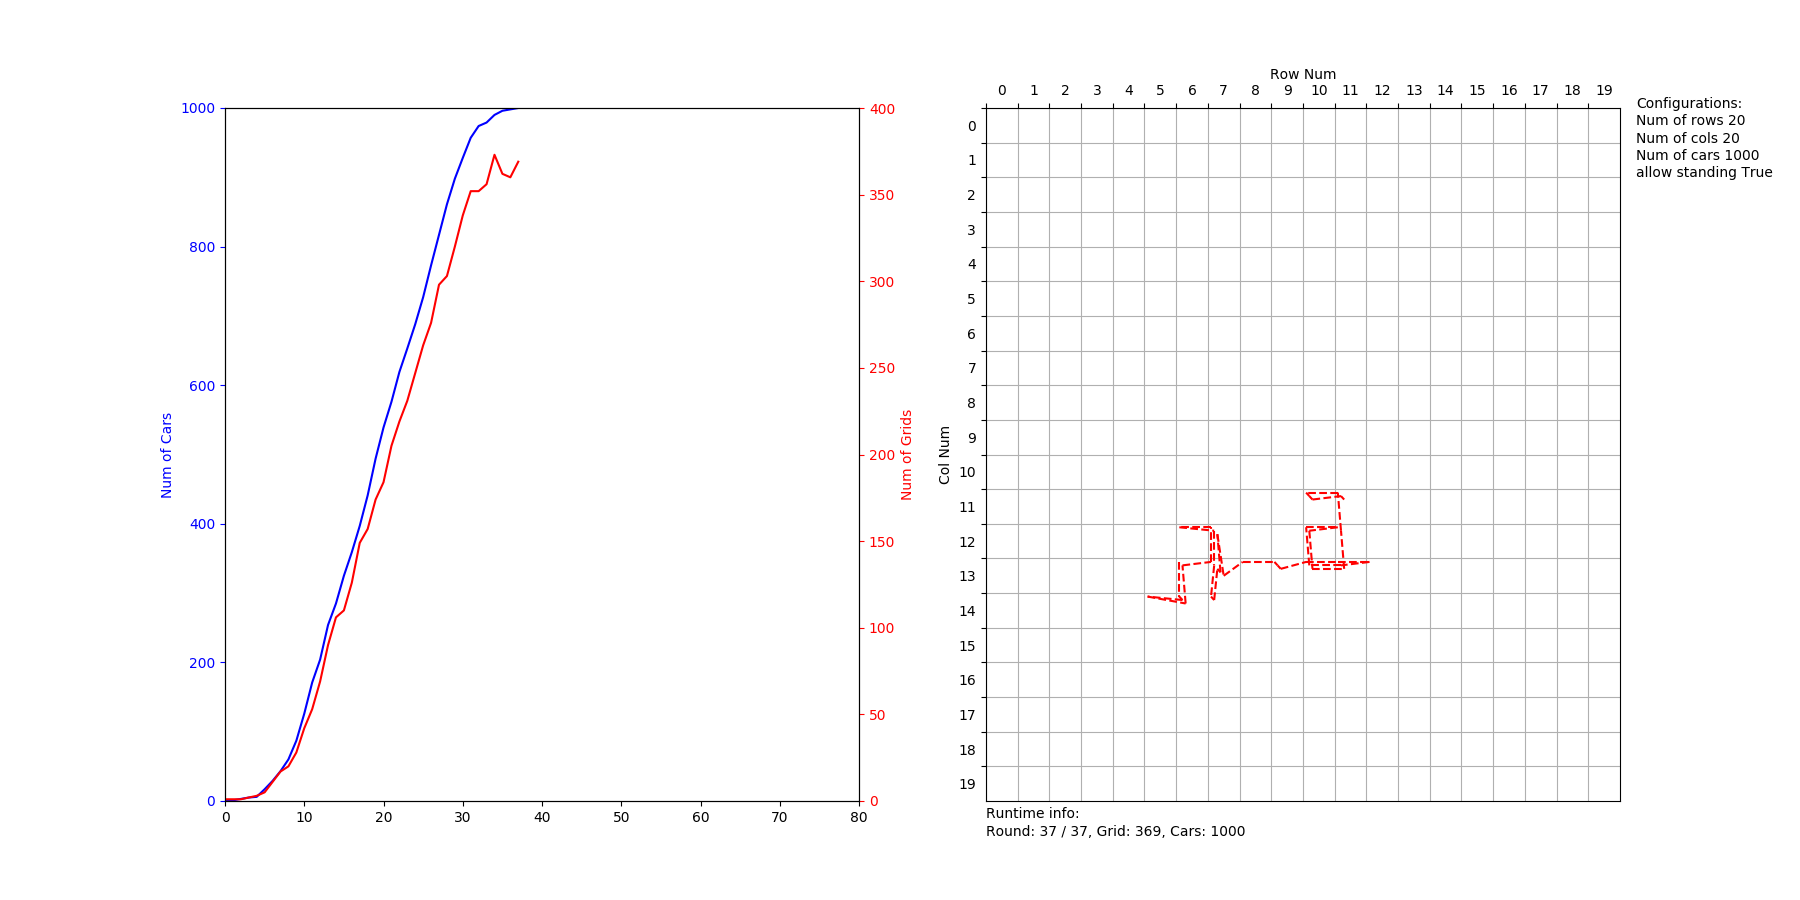 1000
800
600
400
200
0
Num of Cars
0 10 20 30 40 50 60 70 80
400
350
300
250
200
150
100
50
0
Num of Grids
Row Num
0 1 2 3 4 5 6 7 8 9 10 11 12 13 14 15 16 17 18 19
Col Num
0
1
2
3
4
5
6
7
8
9
10
11
12
13
14
15
16
17
18
19
Configurations:
Num of rows 20
Num of cols 20
Num of cars 1000
allow standing True
Runtime info:
Round: 37 / 37, Grid: 369, Cars: 1000